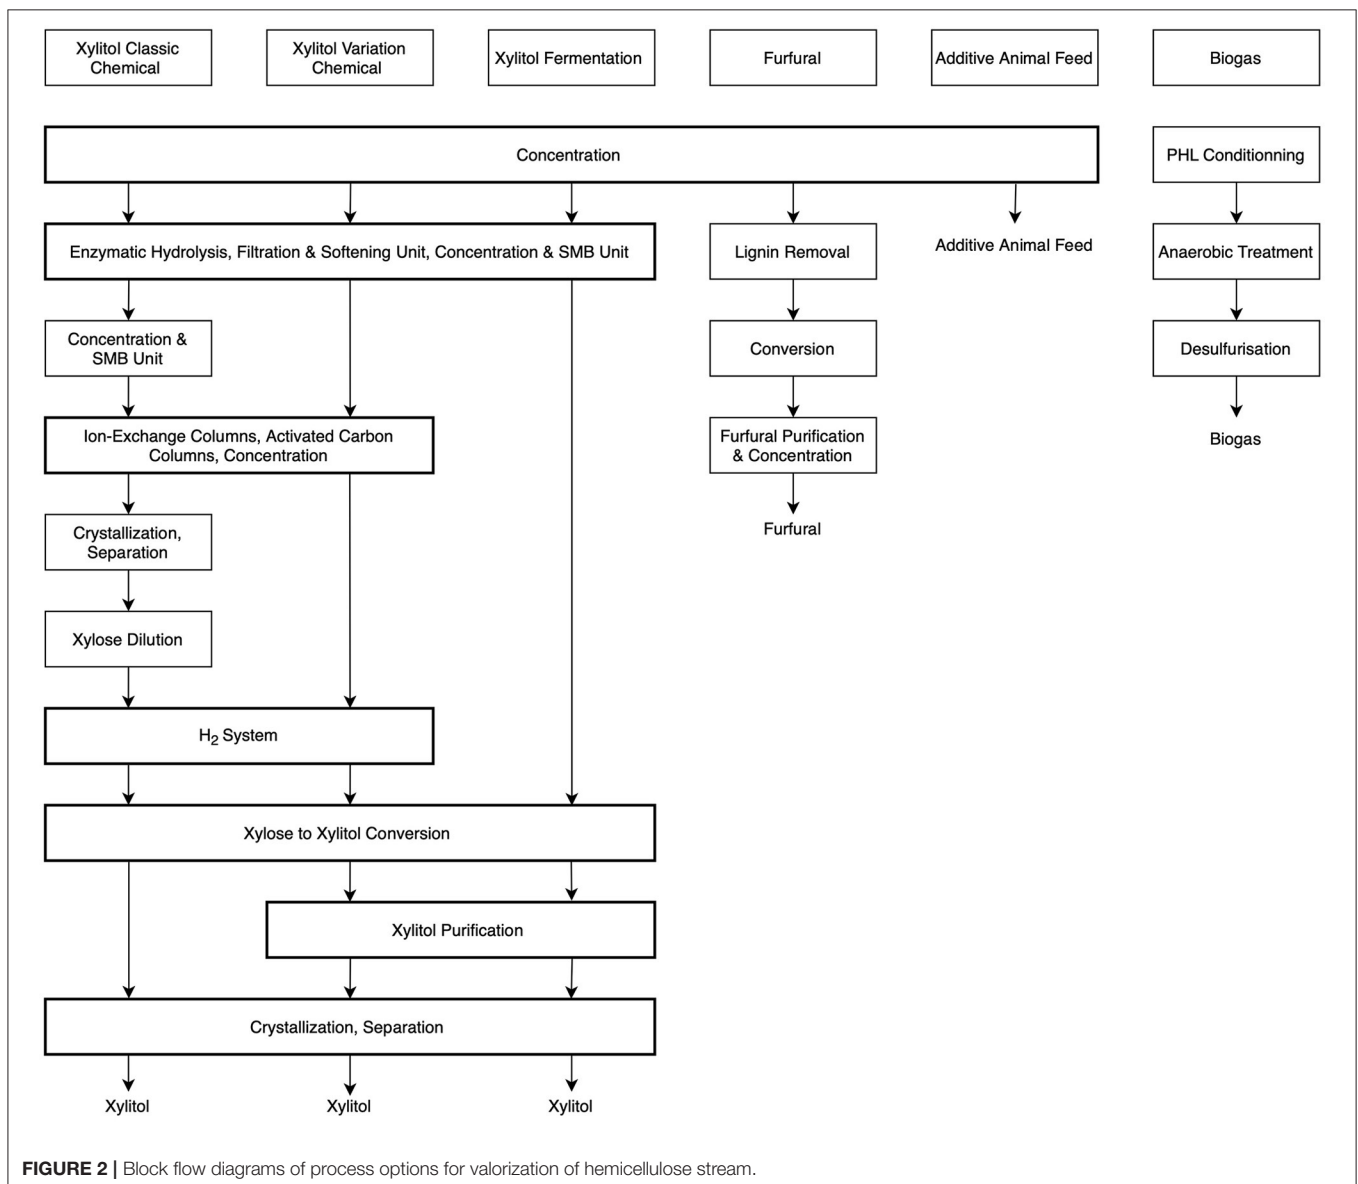 Xylitol Classic
Chemical
Xylitol Variation
Chemical
Xylitol Fermentation
Furfural
Additive Animal Feed
Biogas
Concentration
PHL Conditionning
Enzymatic Hydrolysis, Filtration & Softening Unit, Concentration & SMB Unit
Lignin Removal
Additive Animal Feed
Anaerobic Treatment
Concentration &
SMB Unit
Conversion
Desulfurisation
Ion-Exchange Columns, Activated Carbon
Columns, Concentration
Furfural Purification
& Concentration
Biogas
Crystallization,
Separation
Furfural
Xylose Dilution
H2 System
Xylose to Xylitol Conversion
Xylitol Purification
Crystallization, Separation
Xylitol
Xylitol
Xylitol
FIGURE 2 | Block flow diagrams of process options for valorization of hemicellulose stream.